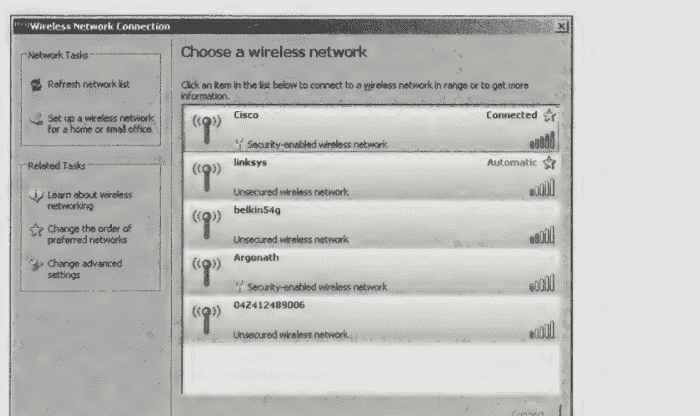 Wireless Network Connection
Network Tasks
Refresh network list
Set up a wireless network
for a home or small office
Related Tasks
Learn about wireless
networking
Change the order of
preferred networks
Change advanced
settings
Choose a wireless network
Click an item in the list below to connect to a wireless network in range or to get more
information.
Cisco Connected
Security-enabled wireless network
linksys Automatic
Unsecured wireless network
belkin54g
Unsecured wireless network
Argonath
Security-enabled wireless network
042412489006
Unsecured wireless network
Connect